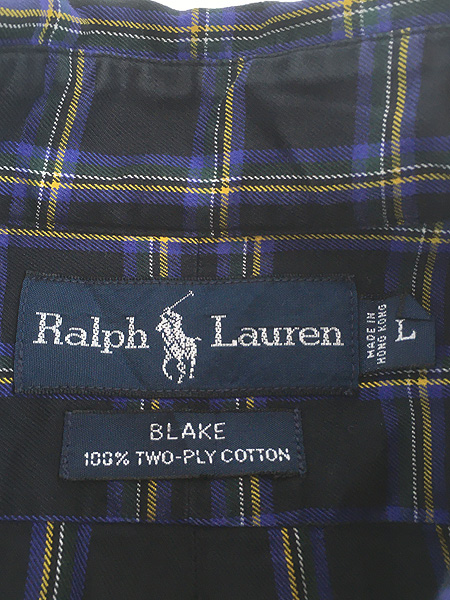 Ralph Lauren
MADE IN
HONG KONG
L
BLAKE
100% TWO-PLY COTTON